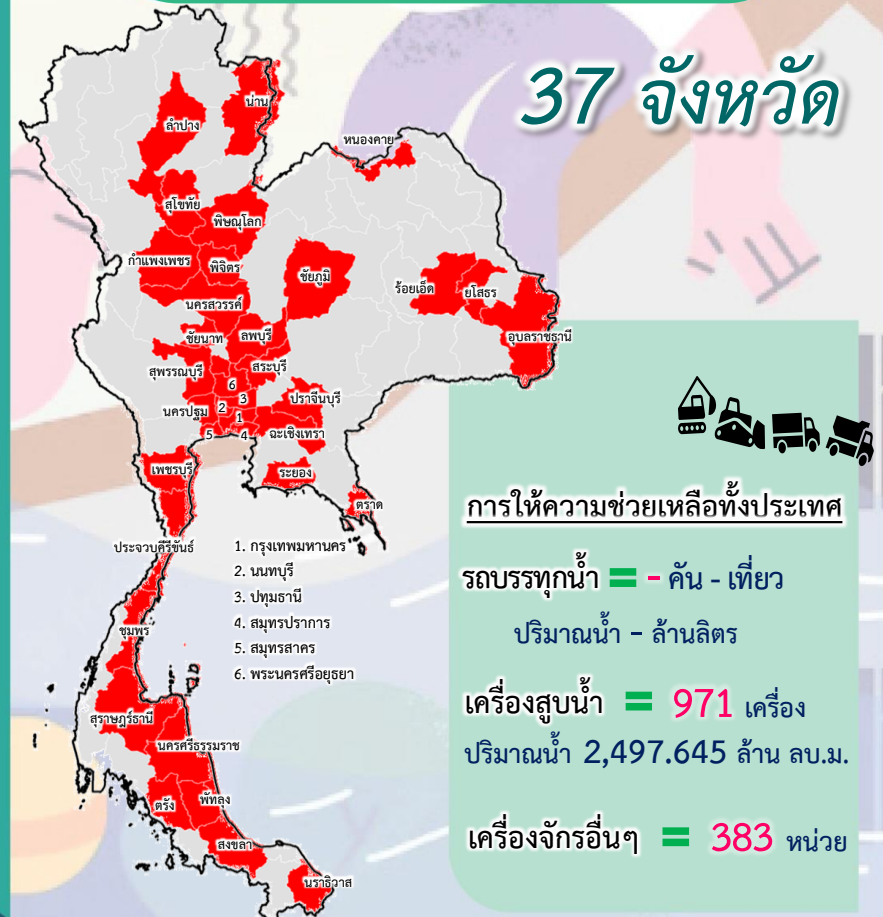 37 จังหวัด
น่าน
ลำปาง
หนองคาย
สุโขทัย
พิษณุโลก
กำแพงเพชร
พิจิตร
ชัยภูมิ
ร้อยเอ็ด
ยโสธร
นครสวรรค์
อุบลราชธานี
ชัยนาท
ลพบุรี
สุพรรณบุรี
สระบุรี
6
3
ปราจีนบุรี
นครปฐม
2
1
ฉะเชิงเทรา
5
4
เพชรบุรี
ระยอง
ตราด
ประจวบคีรีขันธ์
1. กรุงเทพมหานคร
2. นนทบุรี
3. ปทุมธานี
4. สมุทรปราการ
5. สมุทรสาคร
6. พระนครศรีอยุธยา
ชุมพร
สุราษฎร์ธานี
นครศรีธรรมราช
ตรัง
พัทลุง
สงขลา
นราธิวาส
การให้ความช่วยเหลือทั้งประเทศ
รถบรรทุกน้ำ = - คัน - เที่ยว
ปริมาณน้ำ - ล้านลิตร
เครื่องสูบน้ำ = 971 เครื่อง
ปริมาณน้ำ 2,497.645 ล้าน ลบ.ม.
เครื่องจักรอื่นๆ = 383 หน่วย